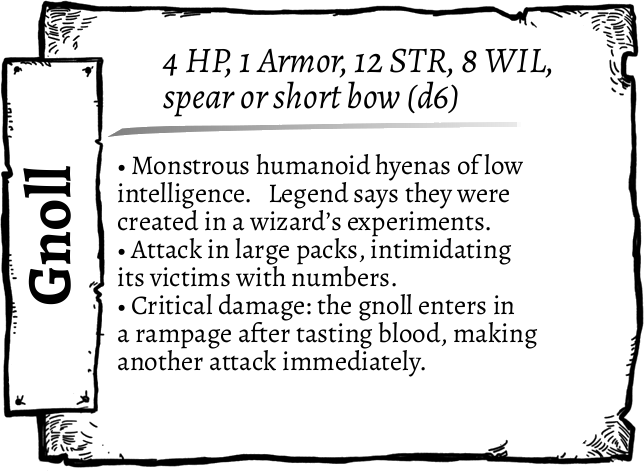 Gnoll
4 HP, 1 Armor, 12 STR, 8 WIL,
spear or short bow (d6)
• Monstrous humanoid hyenas of low
intelligence.   Legend says they were
created in a wizard’s experiments.
• Attack in large packs, intimidating
its victims with numbers.
• Critical damage: the gnoll enters in
a rampage after tasting blood, making
another attack immediately.